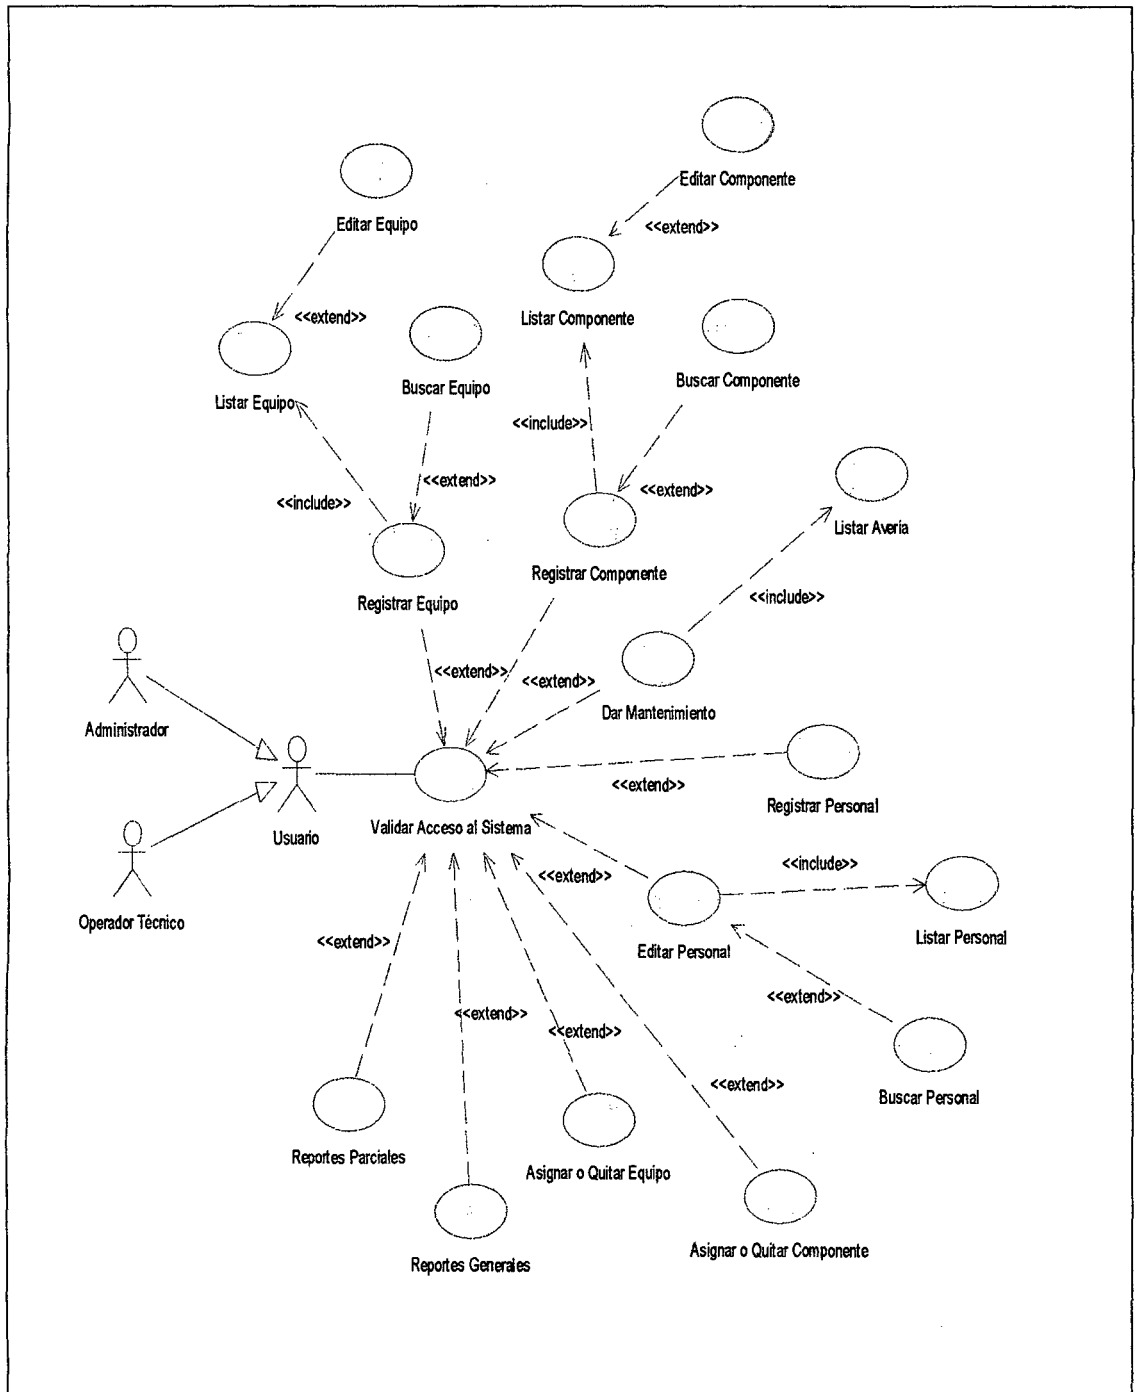 Editar Componente
Editar Equipo
<<extend>>
<<extend>>
Listar Componente
Buscar Equipo
Buscar Componente
Listar Equipo
<<include>>
<<extend>>
<<extend>>
<<include>>
Listar Avería
Registrar Componente
<<include>>
Registrar Equipo
<<extend>>
<<extend>>
Dar Mantenimiento
Administrador
<<extend>>
Registrar Personal
Usuario
Validar Acceso al Sistema
<<include>>
<<extend>>
Operador Técnico
Listar Personal
<<extend>>
Editar Personal
<<extend>>
<<extend>>
<<extend>>
<<extend>>
Buscar Personal
Reportes Parciales
Asignar o Quitar Equipo
Asignar o Quitar Componente
Reportes Generales